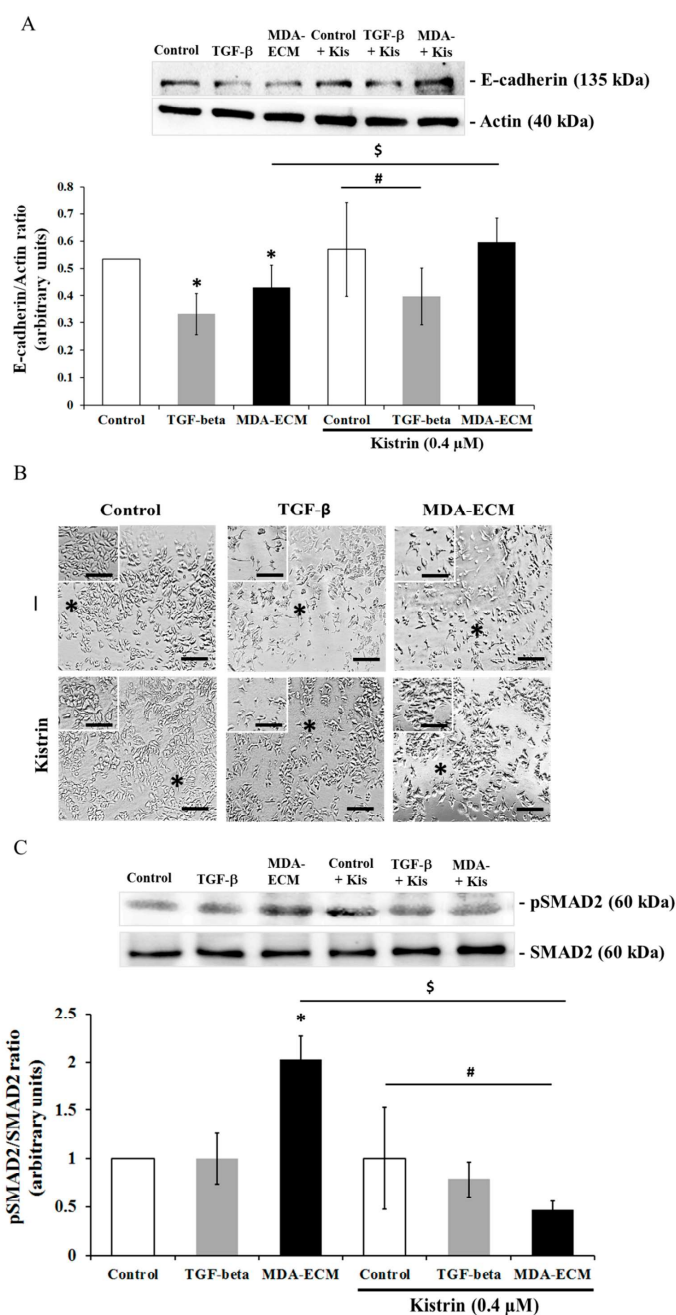 A
Control TGF-β MDA-ECM Control + Kis TGF-β + Kis MDA- + Kis
- E-cadherin (135 kDa)
- Actin (40 kDa)
$
#
E-cadherin/Actin ratio
(arbitrary units)
0.8
0.7
0.6
0.5
0.4
0.3
0.2
0.1
0
* *
Control TGF-beta MDA-ECM Control TGF-beta MDA-ECM
Kistrin (0.4 µM)
B
Control TGF-β MDA-ECM
–
* * *
Kistrin
* * *
C
Control TGF-β MDA-ECM Control + Kis TGF-β + Kis MDA- + Kis
- pSMAD2 (60 kDa)
- SMAD2 (60 kDa)
$
*
#
pSMAD2/SMAD2 ratio
(arbitrary units)
2.5
2
1.5
1
0.5
0
Control TGF-beta MDA-ECM Control TGF-beta MDA-ECM
Kistrin (0.4 µM)